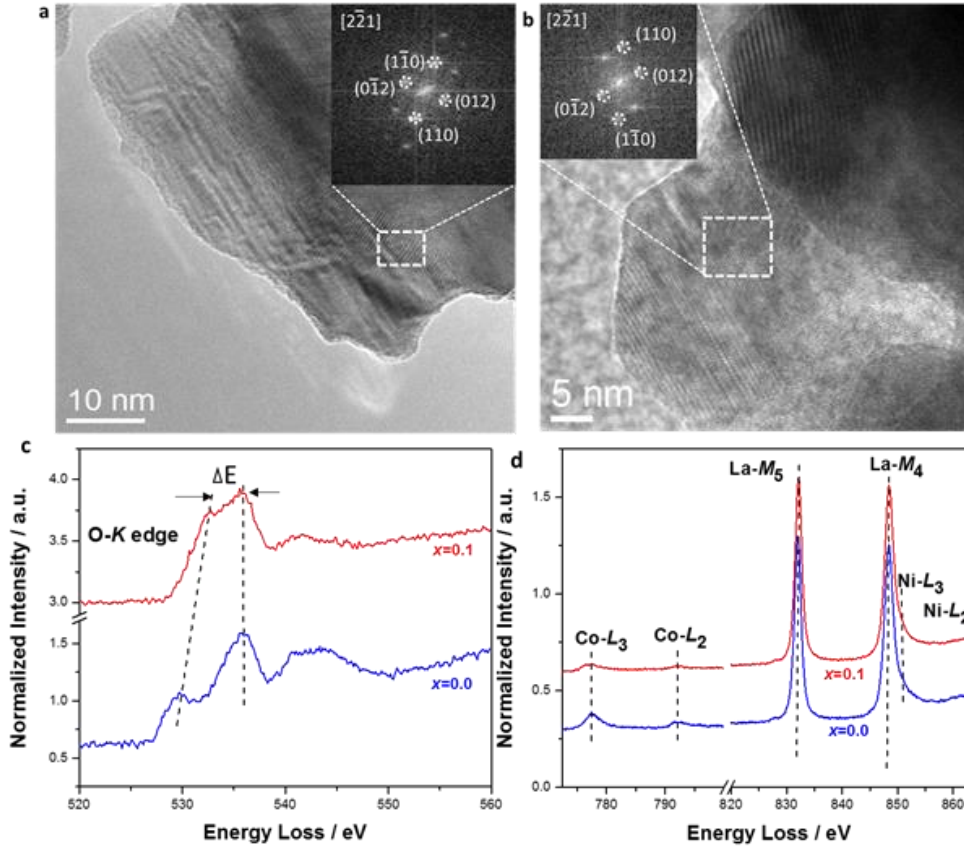 a
[22̄1]
(11̄0)
(01̄2)
(012)
(110)
10 nm
b
[22̄1]
(110)
(012)
(01̄2)
(11̄0)
5 nm
c
ΔE
O-K edge
x=0.1
x=0.0
4.0
3.5
3.0
1.5
1.0
0.5
520 530 540 550 560
Normalized Intensity / a.u.
Energy Loss / eV
d
La-M5
La-M4
Ni-L3
Ni-L2
Co-L3
Co-L2
x=0.1
x=0.0
1.5
1.0
0.5
0.0
780 790 820 830 840 850 860
Normalized Intensity / a.u.
Energy Loss / eV